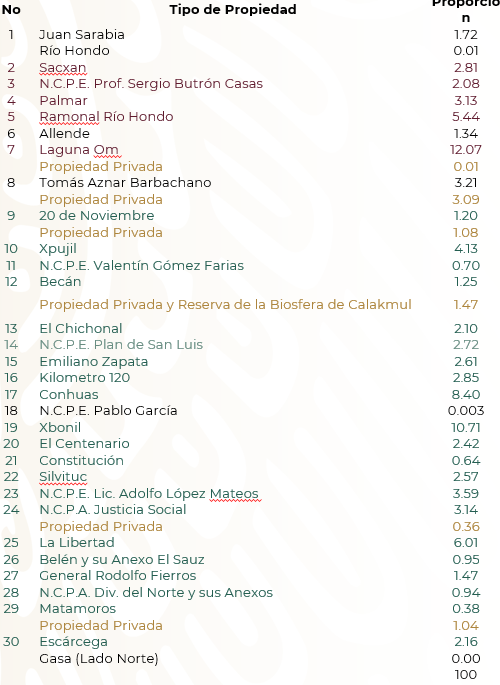 No Tipo de Propiedad Proporcio
n
1 Juan Sarabia 1.72
Río Hondo 0.01
2 Sacxan 2.81
3 N.C.P.E. Prof. Sergio Butrón Casas 2.08
4 Palmar 3.13
5 Ramonal Río Hondo 5.44
6 Allende 1.34
7 Laguna Om 12.07
Propiedad Privada 0.01
8 Tomás Aznar Barbachano 3.21
Propiedad Privada 3.09
9 20 de Noviembre 1.20
Propiedad Privada 1.08
10 Xpujil 4.13
11 N.C.P.E. Valentín Gómez Farias 0.70
12 Becán 1.25
Propiedad Privada y Reserva de la Biosfera de Calakmul 1.47
13 El Chichonal 2.10
14 N.C.P.E. Plan de San Luis 2.72
15 Emiliano Zapata 2.61
16 Kilometro 120 2.85
17 Conhuas 8.40
18 N.C.P.E. Pablo García 0.003
19 Xbonil 10.71
20 El Centenario 2.42
21 Constitución 0.64
22 Silvituc 2.57
23 N.C.P.E. Lic. Adolfo López Mateos 3.59
24 N.C.P.A. Justicia Social 3.14
Propiedad Privada 0.36
25 La Libertad 6.01
26 Belén y su Anexo El Sauz 0.95
27 General Rodolfo Fierros 1.47
28 N.C.P.A. Div. del Norte y sus Anexos 0.94
29 Matamoros 0.38
Propiedad Privada 1.04
30 Escárcega 2.16
Gasa (Lado Norte) 0.00
100